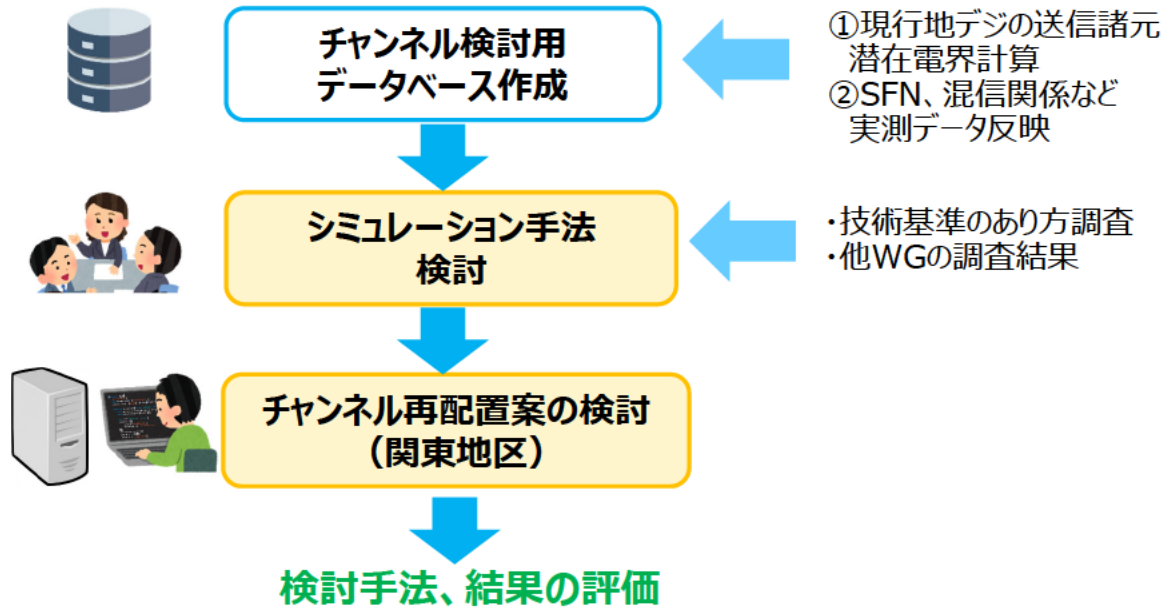 チャンネル検討用
データベース作成
①現行地デジの送信諸元
潜在電界計算
②SFN、混信関係など
実測データ反映
シミュレーション手法
検討
・技術基準のあり方調査
・他WGの調査結果
チャンネル再配置案の検討
（関東地区）
検討手法、結果の評価